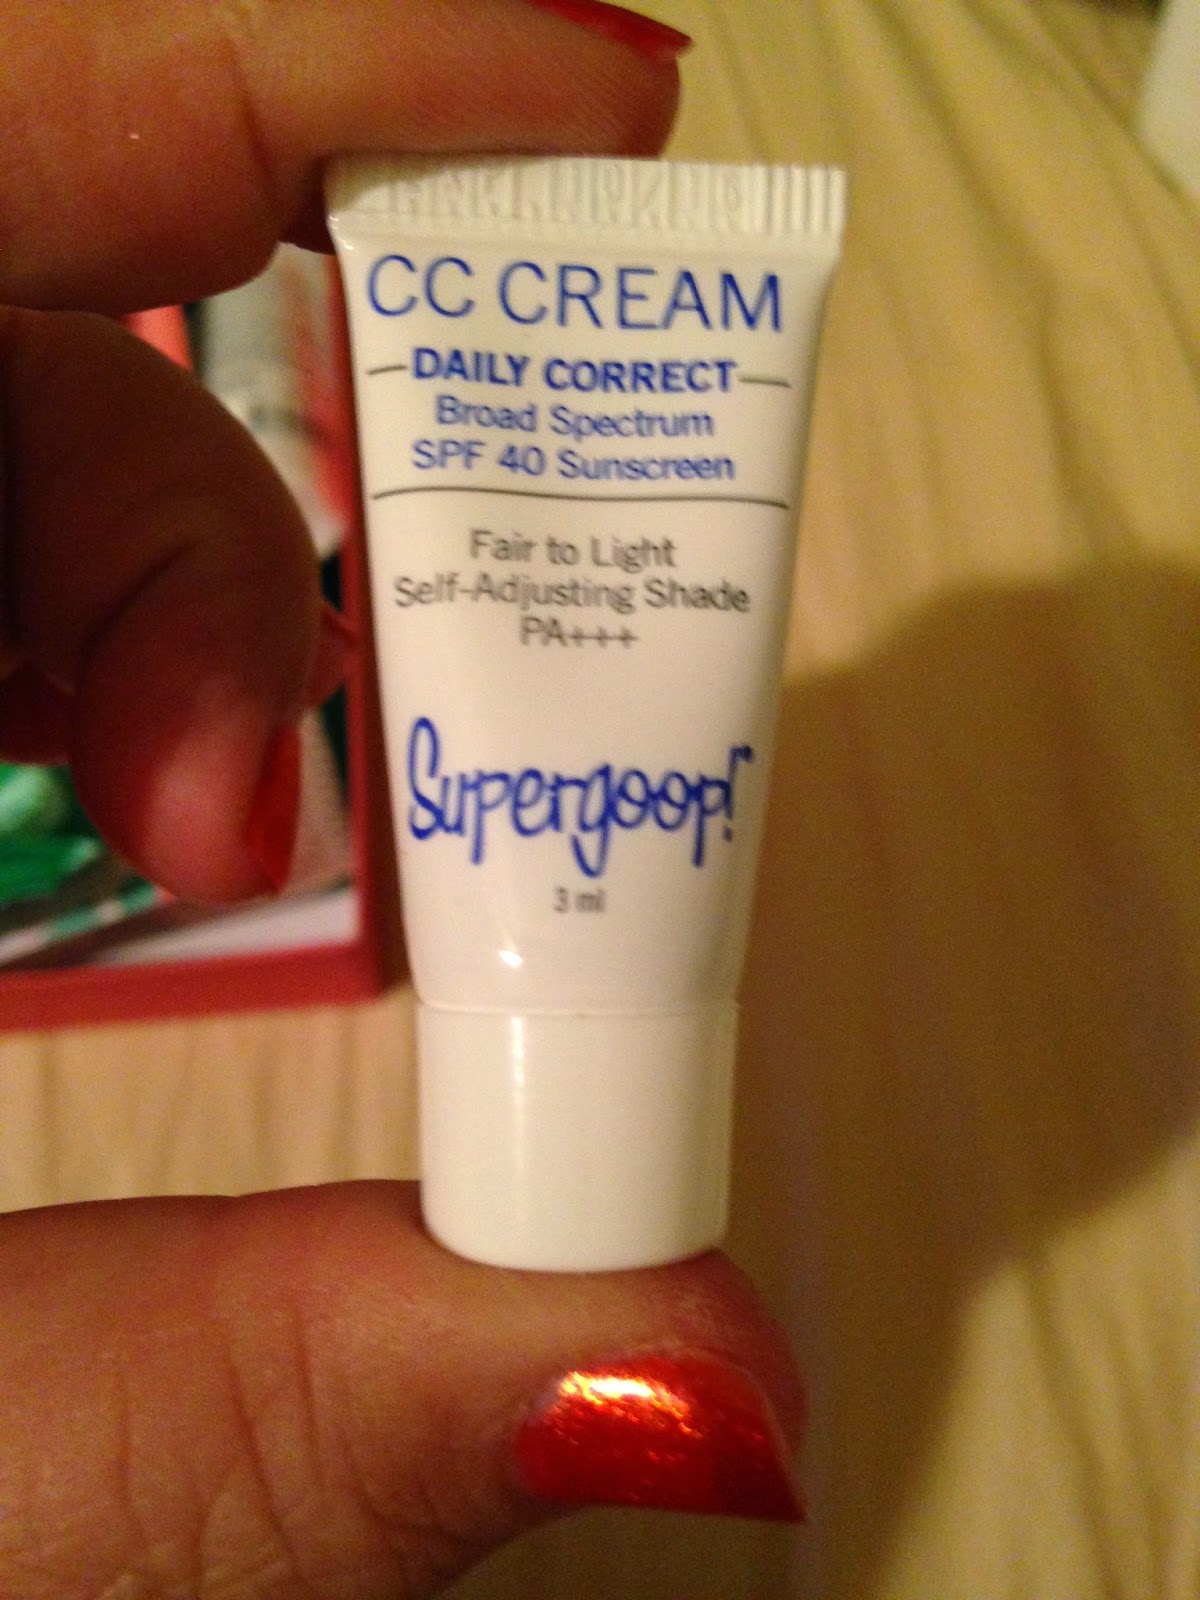 CC CREAM
DAILY CORRECT
Broad Spectrum
SPF 40 Sunscreen
Fair to Light
Self-Adjusting Shade
PA+++
Supergoop!
3 ml